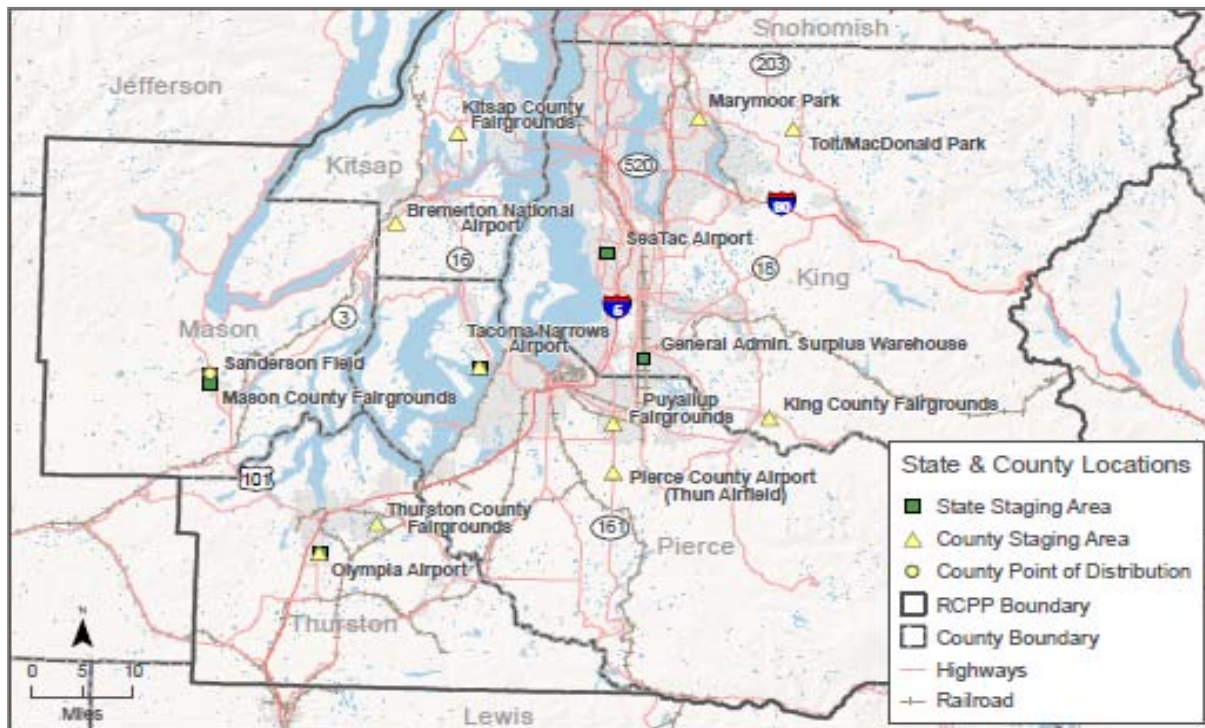 Snohomish
Jefferson
203
Kitsap County
Fairgrounds
Marymoor Park
Tolt/MacDonald Park
Kitsap
520
90
Bremerton National
Airport
SeaTac Airport
16
18
King
5
3
Mason
Tacoma Narrows
Airport
General Admin. Surplus Warehouse
Sanderson Field
Mason County Fairgrounds
Puyallup
Fairgrounds
King County Fairgrounds
Pierce County Airport
(Thun Airfield)
101
Thurston County
Fairgrounds
161
Pierce
Olympia Airport
Thurston
Lewis
N
0 5 10
Miles
State & County Locations
State Staging Area
County Staging Area
County Point of Distribution
RCPP Boundary
County Boundary
Highways
Railroad